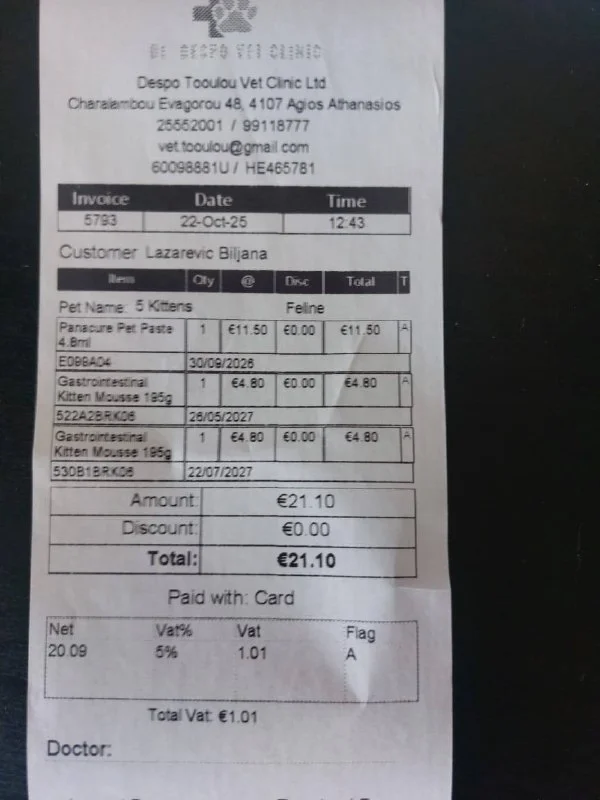 DESPO VET CLINIC
Despo Tooulou Vet Clinic Ltd
Charalambou Evagorou 48, 4107 Agios Athanasios
25552001 / 99118777
vet.tooulou@gmail.com
60098881U / HE465781
Invoice Date Time
5793 22-Oct-25 12:43
Customer Lazarevic Biljana
Item Qty @ Disc Total T
Pet Name: 5 Kittens Feline
Panacure Pet Paste 1 €11.50 €0.00 €11.50 A
4.8ml
E099A04 30/09/2026
Gastrointestinal 1 €4.80 €0.00 €4.80 A
Kitten Mousse 195g
522A2BRK06 26/05/2027
Gastrointestinal 1 €4.80 €0.00 €4.80 A
Kitten Mousse 195g
530B1BRK06 22/07/2027
Amount: €21.10
Discount: €0.00
Total: €21.10
Paid with: Card
Net Vat% Vat Flag
20.09 5% 1.01 A
Total Vat: €1.01
Doctor: